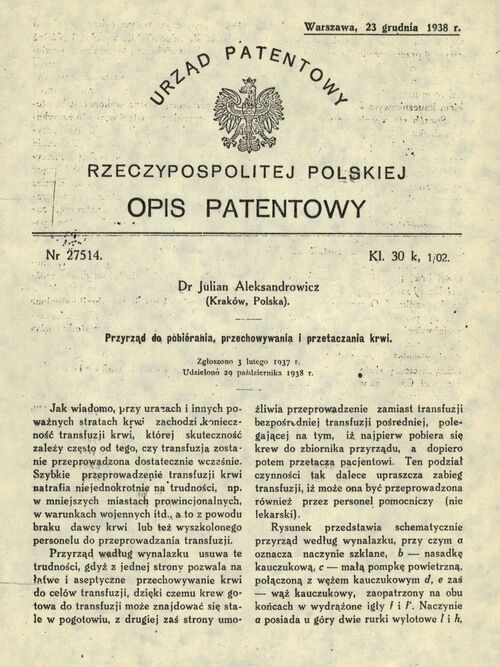 Warszawa, 23 grudnia 1938 r.
URZĄD PATENTOWY
RZECZYPOSPOLITEJ POLSKIEJ
OPIS PATENTOWY
Nr 27514.
Kl. 30 k, 1/02.
Dr Julian Aleksandrowicz
(Kraków, Polska).
Przyrząd do pobierania, przechowywania i przetaczania krwi.
Zgłoszono 3 lutego 1937 r.
Udzielono 29 października 1938 r.
Jak wiadomo, przy urazach i innych po-
ważnych stratach krwi zachodzi koniecz-
ność transfuzji krwi, której skuteczność
zależy często od tego, czy transfuzja zosta-
nie przeprowadzona dostatecznie wcześnie.
Szybkie przeprowadzenie transfuzji krwi
natrafia niejednokrotnie na trudności, np.
w mniejszych miastach prowincjonalnych,
w warunkach wojennych itd., a to z powodu
braku dawcy krwi lub też wyszkolonego
personelu do przeprowadzania transfuzji.
Przyrząd według wynalazku usuwa te
trudności, gdyż z jednej strony pozwala na
łatwe i aseptyczne przechowywanie krwi
do celów transfuzji, dzięki czemu krew go-
towa do transfuzji może znajdować się sta-
le w pogotowiu, z drugiej zaś strony umo-
żliwia przeprowadzenie zamiast transfuzji
bezpośredniej transfuzji pośredniej, pole-
gającej na tym, iż najpierw pobiera się
krew do zbiornika przyrządu, a dopiero
potem przetacza pacjentowi. Ten podział
czynności tak dalece upraszcza zabieg
transfuzji, iż może ona być przeprowadzona
również przez personel pomocniczy (nie
lekarski).
Rysunek przedstawia schematycznie
przyrząd według wynalazku, przy czym a
oznacza naczynie szklane, b — nasadkę
kauczukową, c — małą pompkę powietrzną,
połączoną z wężem kauczukowym d, e zaś
— wąż kauczukowy, zaopatrzony na obu
końcach w wydrążone igły f i f'. Naczynie
a posiada u góry dwie rurki wylotowe l i h,